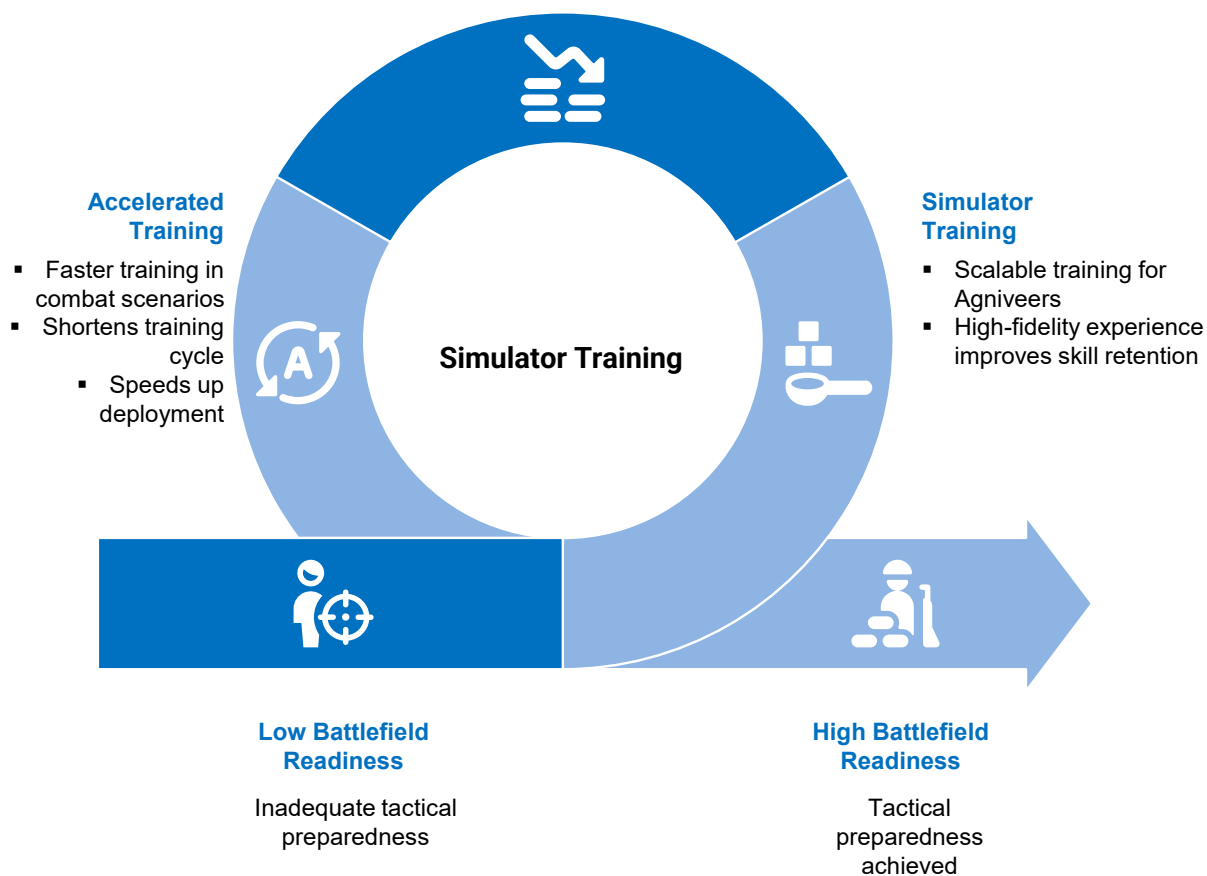 Accelerated
Training
▪ Faster training in
combat scenarios
▪ Shortens training
cycle
▪ Speeds up
deployment
A
Simulator Training
Simulator
Training
▪ Scalable training for
Agniveers
▪ High-fidelity experience
improves skill retention
Low Battlefield
Readiness
Inadequate tactical
preparedness
High Battlefield
Readiness
Tactical
preparedness
achieved